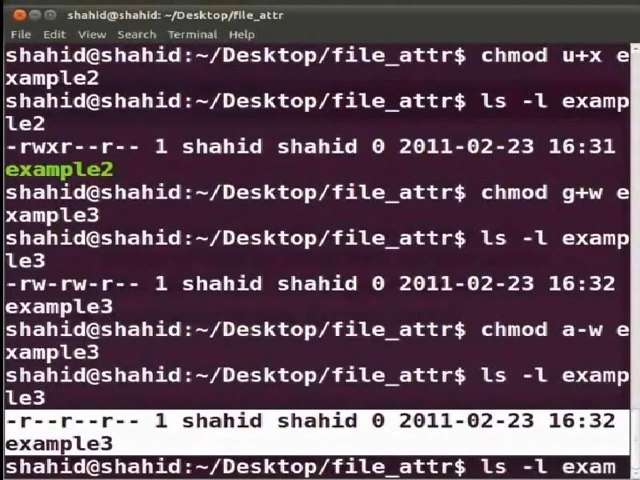 shahid@shahid: ~/Desktop/file_attr
File Edit View Search Terminal Help
shahid@shahid:~/Desktop/file_attr$ chmod u+x e
xample2
shahid@shahid:~/Desktop/file_attr$ ls -l examp
le2
-rwxr--r-- 1 shahid shahid 0 2011-02-23 16:31
example2
shahid@shahid:~/Desktop/file_attr$ chmod g+w e
xample3
shahid@shahid:~/Desktop/file_attr$ ls -l examp
le3
-rw-rw-r-- 1 shahid shahid 0 2011-02-23 16:32
example3
shahid@shahid:~/Desktop/file_attr$ chmod a-w e
xample3
shahid@shahid:~/Desktop/file_attr$ ls -l examp
le3
-r--r--r-- 1 shahid shahid 0 2011-02-23 16:32
example3
shahid@shahid:~/Desktop/file_attr$ ls -l exam